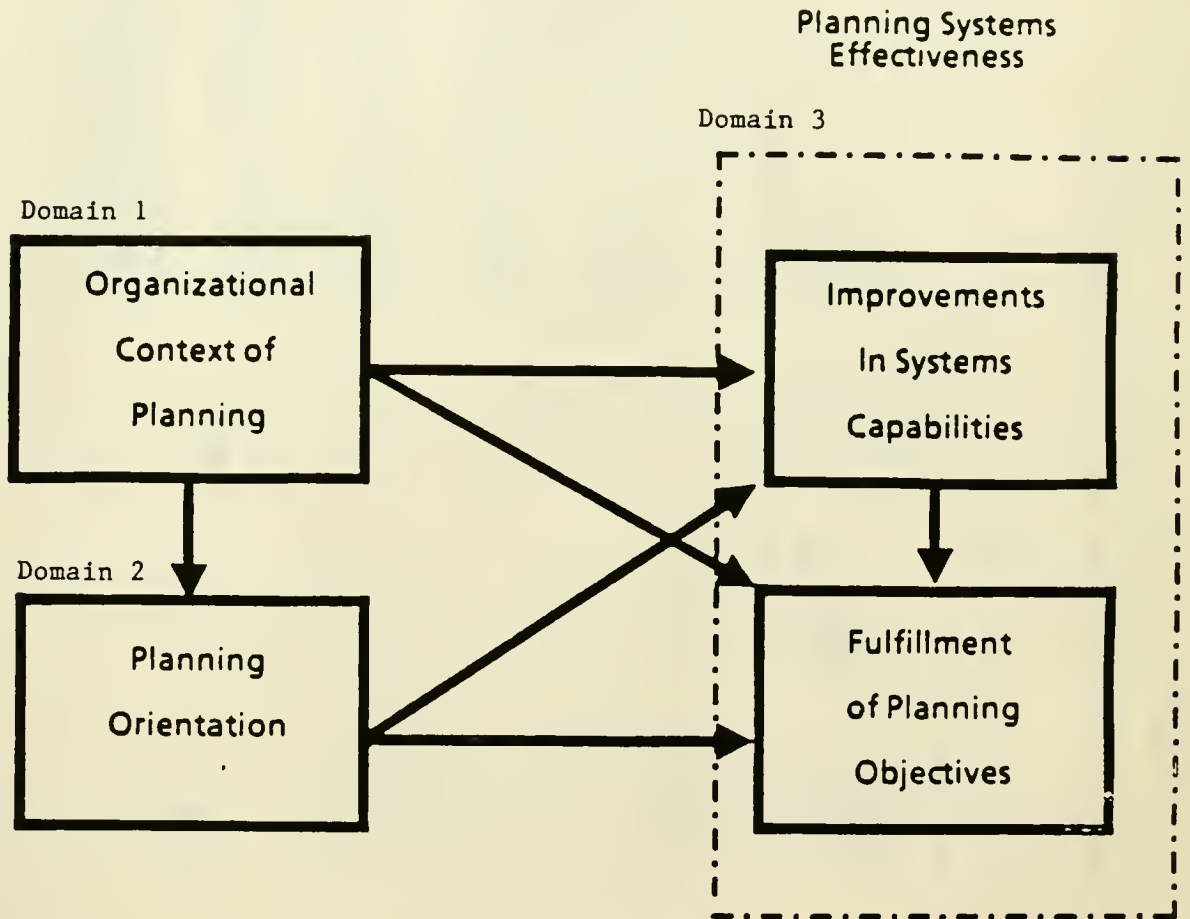 Planning Systems
Effectiveness
Domain 3
Domain 1
Organizational
Context of
Planning
Improvements
In Systems
Capabilities
Domain 2
Planning
Orientation
Fulfillment
of Planning
Objectives